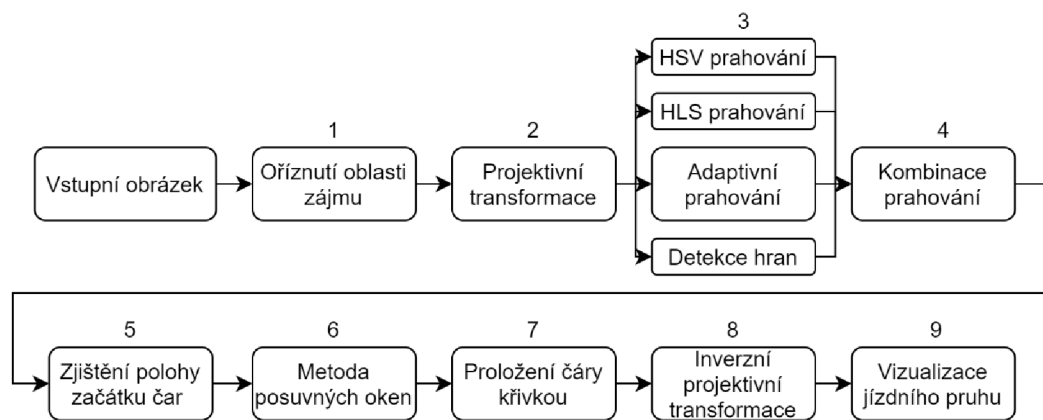 3
HSV prahování
1
2
HLS prahování
4
Vstupní obrázek
Oříznutí oblasti
zájmu
Projektivní
transformace
Adaptivní
prahování
Kombinace
prahování
Detekce hran
5
6
7
8
9
Zjištění polohy
začátku čar
Metoda
posuvných oken
Proložení čáry
křivkou
Inverzní
projektivní
transformace
Vizualizace
jízdního pruhu